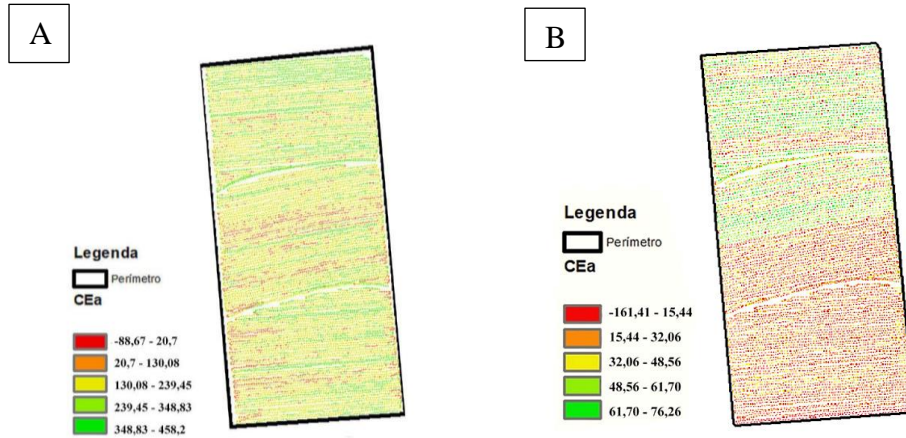 A
Legenda
Perímetro
CEa
-88,67 - 20,7
20,7 - 130,08
130,08 - 239,45
239,45 - 348,83
348,83 - 458,2
B
Legenda
Perímetro
CEa
-161,41 - 15,44
15,44 - 32,06
32,06 - 48,56
48,56 - 61,70
61,70 - 76,26